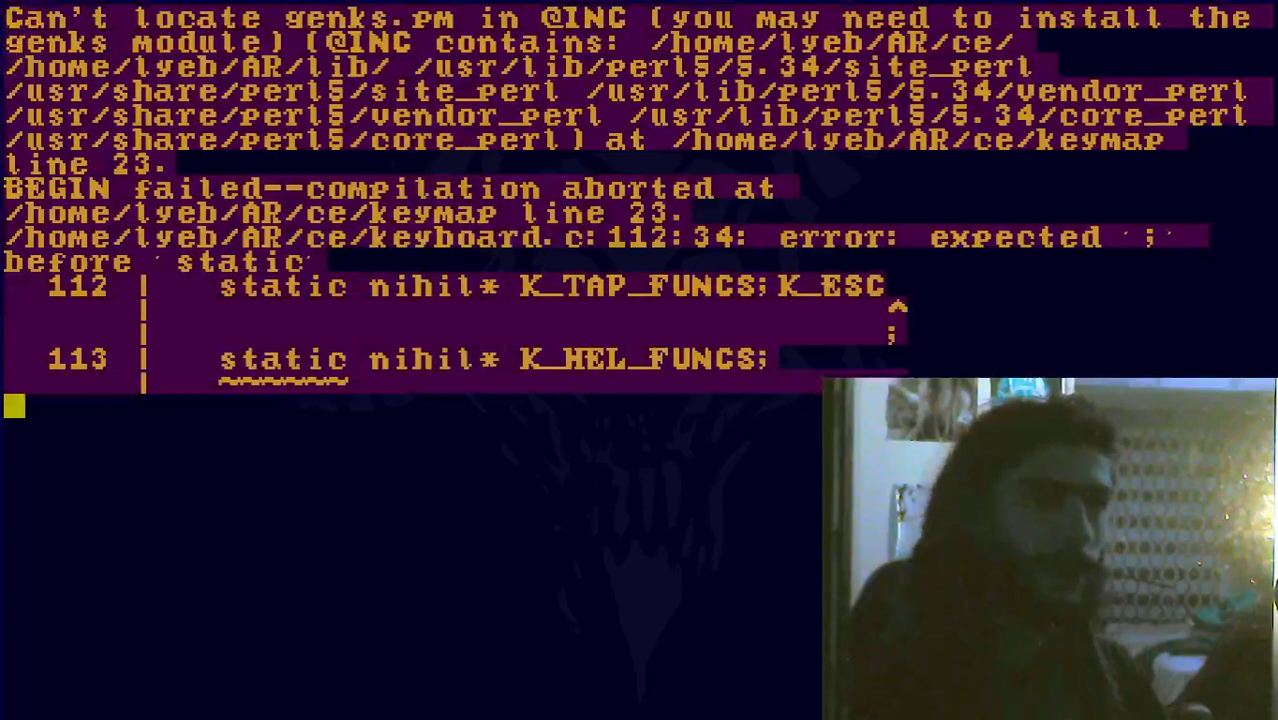 Can't locate genks.pm in @INC (you may need to install the
genks module) (@INC contains: /home/lyeb/AR/ce/
/home/lyeb/AR/lib/ /usr/lib/perl5/5.34/site_perl
/usr/share/perl5/site_perl /usr/lib/perl5/5.34/vendor_perl
/usr/share/perl5/vendor_perl /usr/lib/perl5/5.34/core_perl
/usr/share/perl5/core_perl) at /home/lyeb/AR/ce/keymap
line 23.
BEGIN failed--compilation aborted at
/home/lyeb/AR/ce/keymap line 23.
/home/lyeb/AR/ce/keyboard.c:112:34: error: expected ';'
before 'static'
112 | static nihil* K_TAP_FUNCS;K_ESC
| ^
| ;
113 | static nihil* K_HEL_FUNCS;
| ~~~~~~